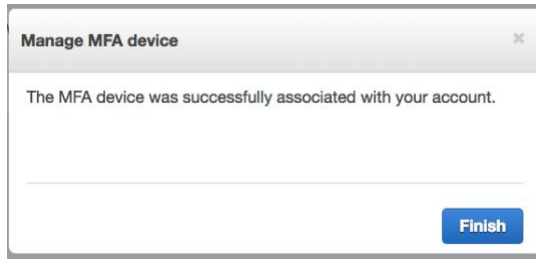 Manage MFA device
The MFA device was successfully associated with your account.
Finish